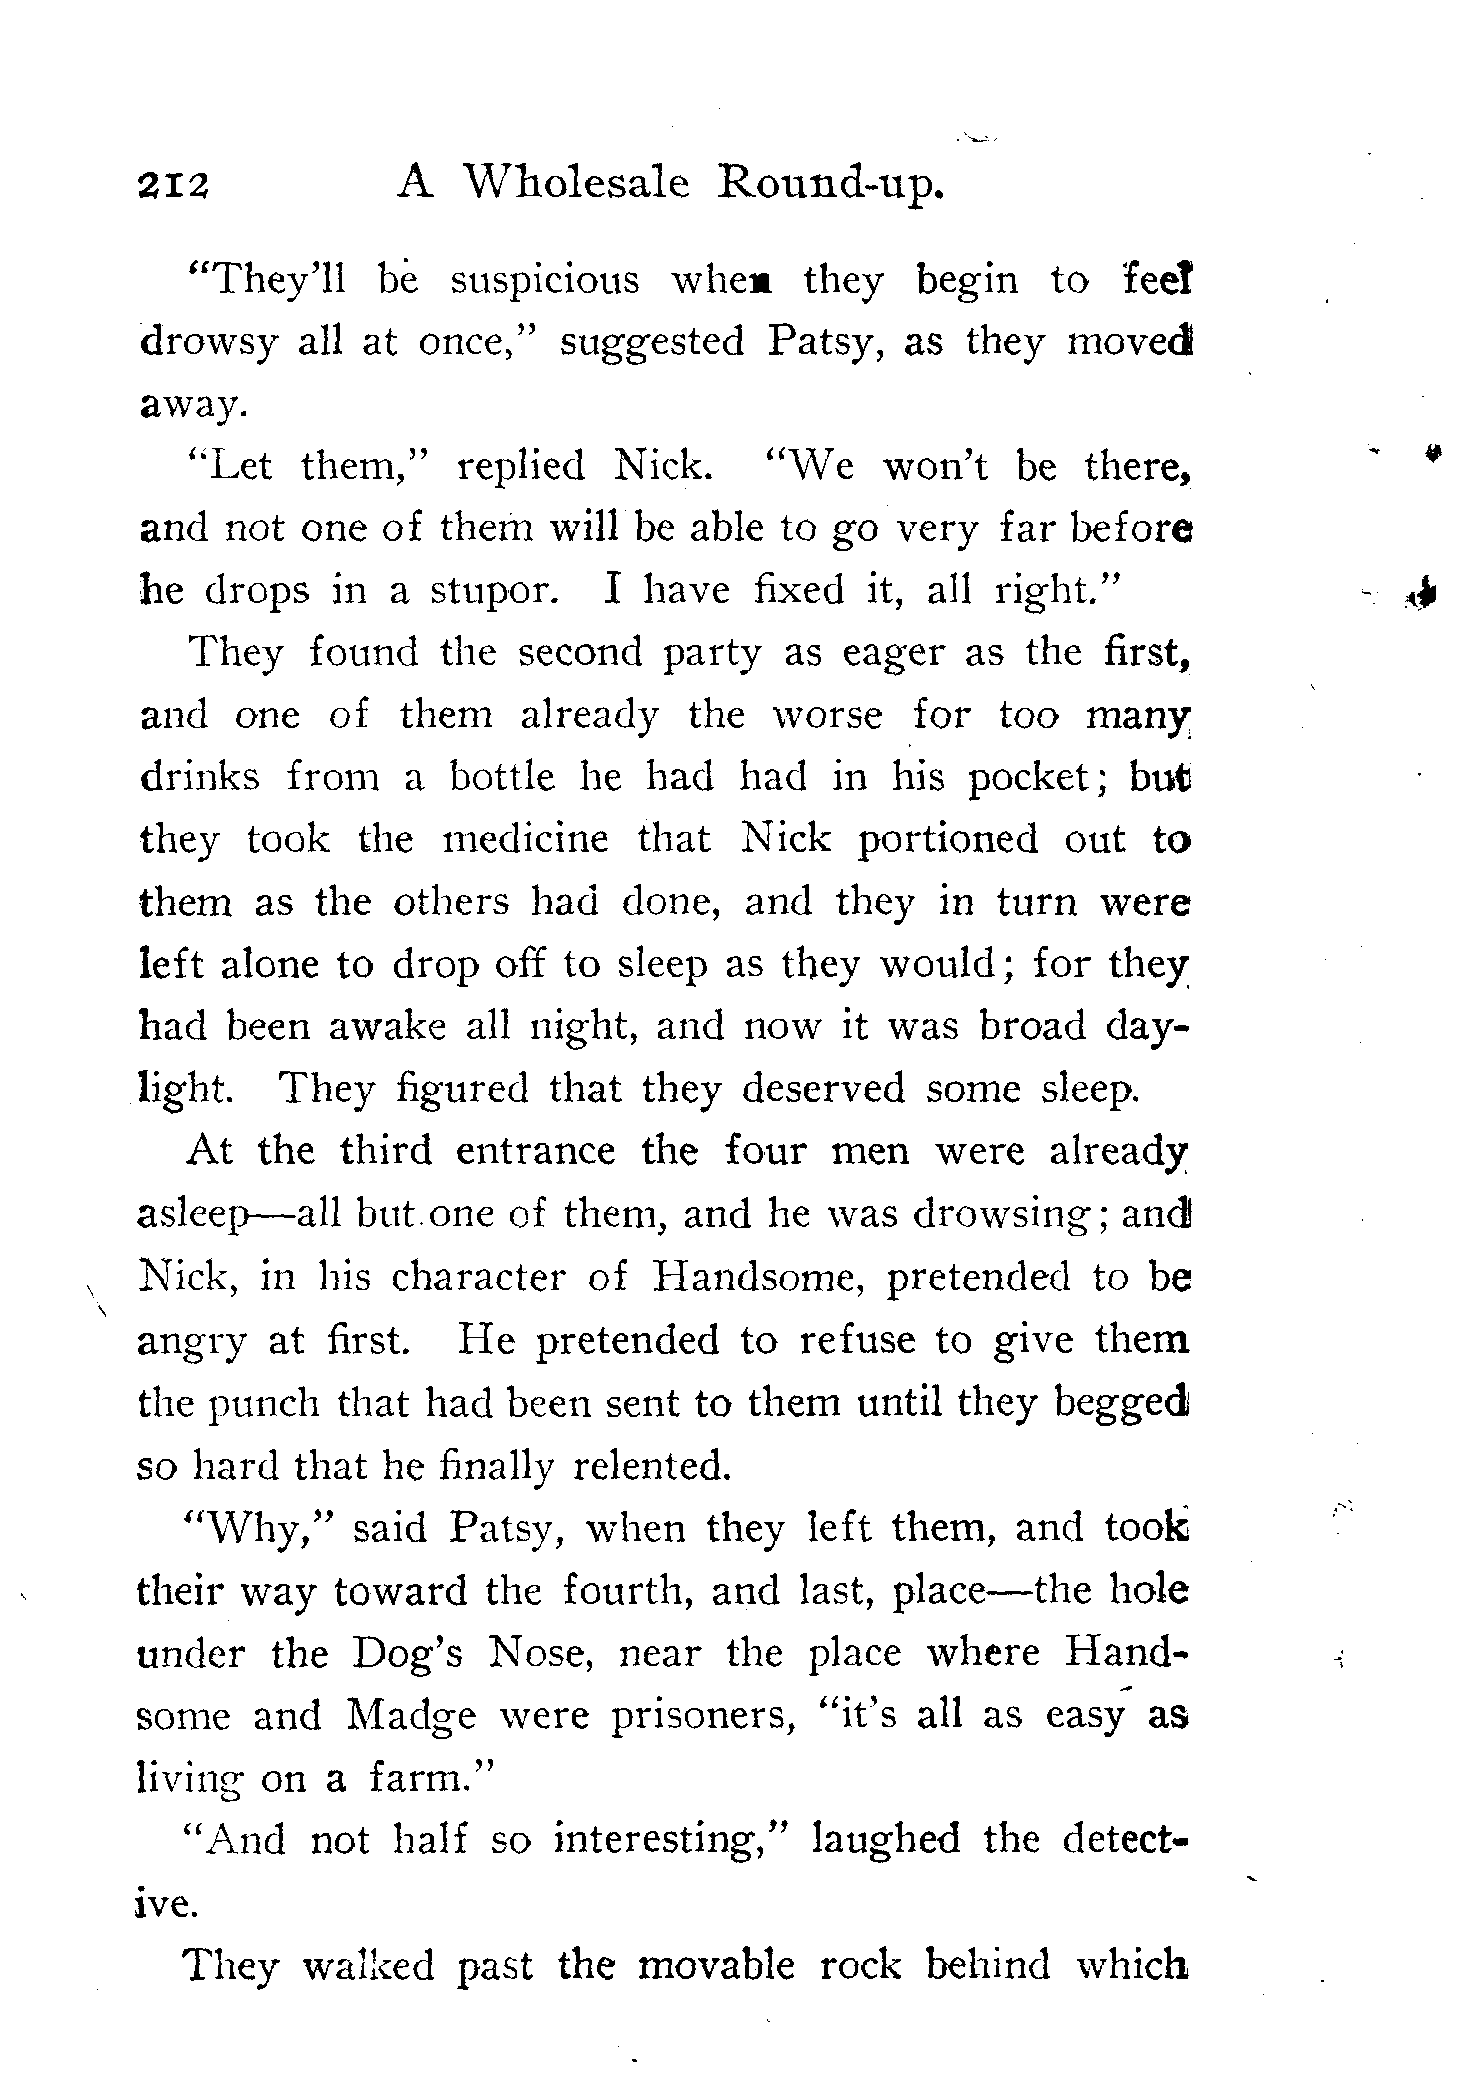 212 A Wholesale Round-up.
“They’ll be suspicious when they begin to feel
drowsy all at once,” suggested Patsy, as they moved
away.
“Let them,” replied Nick. “We won’t be there,
and not one of them will be able to go very far before
he drops in a stupor. I have fixed it, all right.”
They found the second party as eager as the first,
and one of them already the worse for too many
drinks from a bottle he had had in his pocket; but
they took the medicine that Nick portioned out to
them as the others had done, and they in turn were
left alone to drop off to sleep as they would; for they
had been awake all night, and now it was broad day-
light. They figured that they deserved some sleep.
At the third entrance the four men were already
asleep—all but one of them, and he was drowsing; and
Nick, in his character of Handsome, pretended to be
angry at first. He pretended to refuse to give them
the punch that had been sent to them until they begged
so hard that he finally relented.
“Why,” said Patsy, when they left them, and took
their way toward the fourth, and last, place—the hole
under the Dog’s Nose, near the place where Hand-
some and Madge were prisoners, “it’s all as easy as
living on a farm.”
“And not half so interesting,” laughed the detect-
ive.
They walked past the movable rock behind which